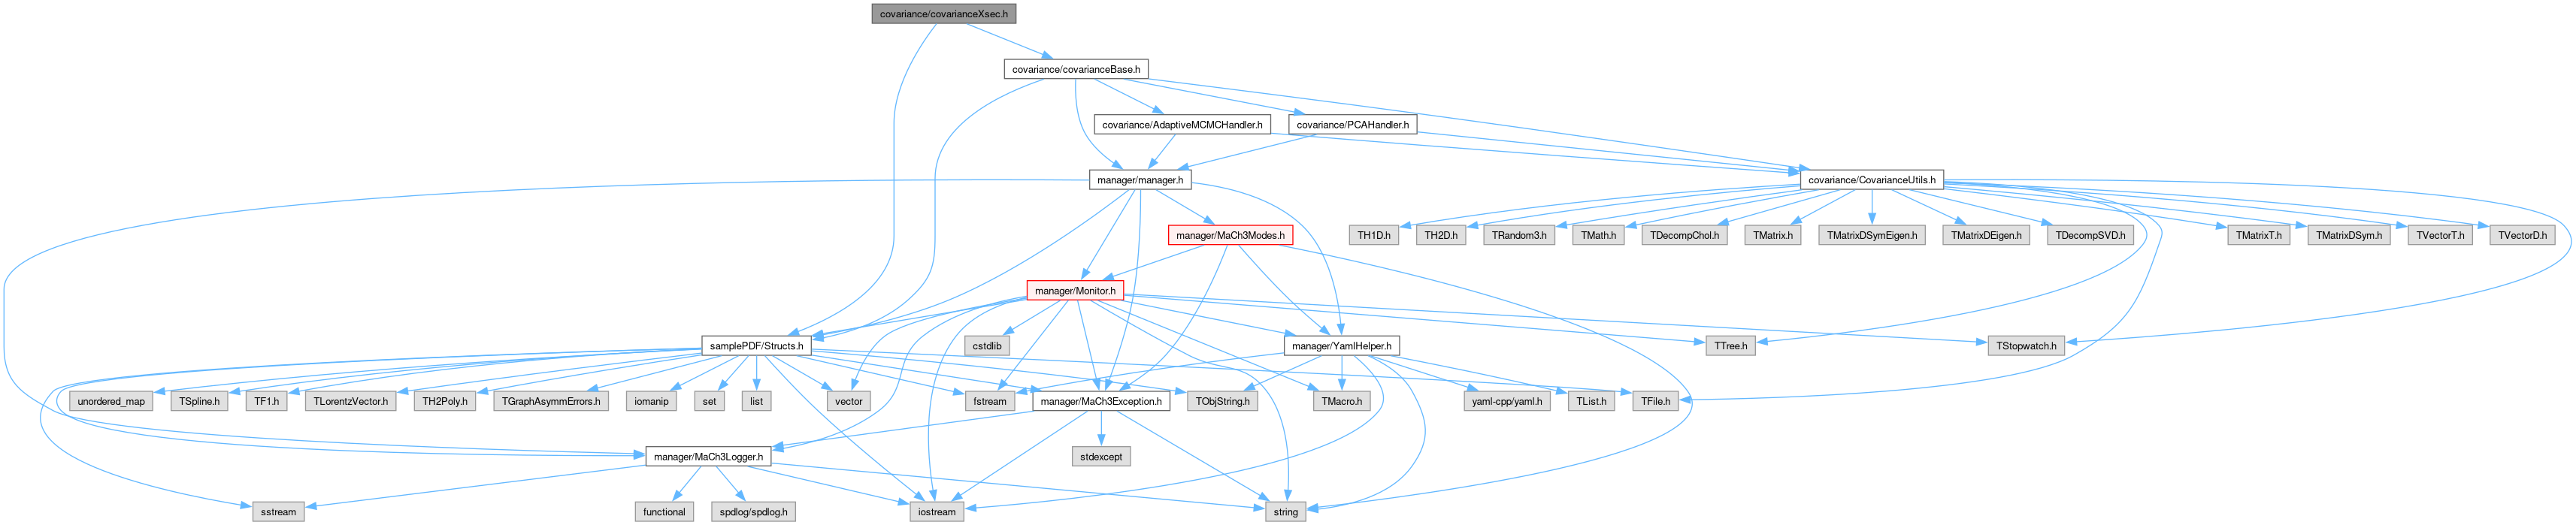 covariance/covarianceXsec.h
covariance/covarianceBase.h
covariance/AdaptiveMCMCHandler.h
covariance/PCAHandler.h
manager/manager.h
covariance/CovarianceUtils.h
manager/MaCh3Modes.h
TH1D.h
TH2D.h
TRandom3.h
TMath.h
TDecompChol.h
TMatrix.h
TMatrixDSymEigen.h
TMatrixDEigen.h
TDecompSVD.h
TMatrixT.h
TMatrixDSym.h
TVectorT.h
TVectorD.h
manager/Monitor.h
samplePDF/Structs.h
cstdlib
manager/YamlHelper.h
TTree.h
TStopwatch.h
unordered_map
TSpline.h
TF1.h
TLorentzVector.h
TH2Poly.h
TGraphAsymmErrors.h
iomanip
set
list
vector
fstream
manager/MaCh3Exception.h
TObjString.h
TMacro.h
yaml-cpp/yaml.h
TList.h
TFile.h
manager/MaCh3Logger.h
stdexcept
sstream
functional
spdlog/spdlog.h
iostream
string